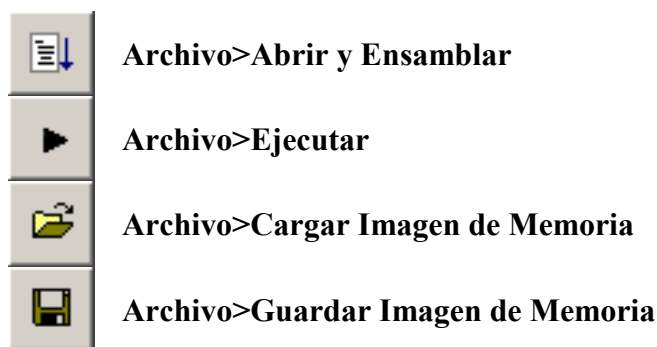 Archivo>Abrir y Ensamblar
Archivo>Ejecutar
Archivo>Cargar Imagen de Memoria
Archivo>Guardar Imagen de Memoria